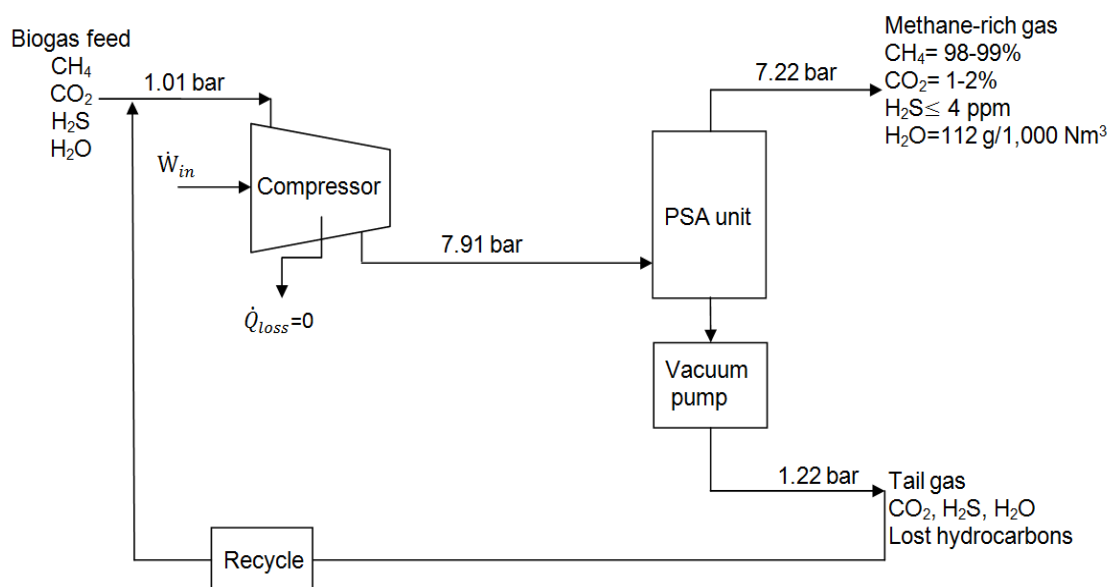 Biogas feed
CH₄
CO₂
H₂S
H₂O
1.01 bar
Ẇᵢₙ
Compressor
Q̇ₗₒₛₛ=0
7.91 bar
PSA unit
7.22 bar
Methane-rich gas
CH₄= 98-99%
CO₂= 1-2%
H₂S≤ 4 ppm
H₂O=112 g/1,000 Nm³
Vacuum
pump
1.22 bar
Tail gas
CO₂, H₂S, H₂O
Lost hydrocarbons
Recycle